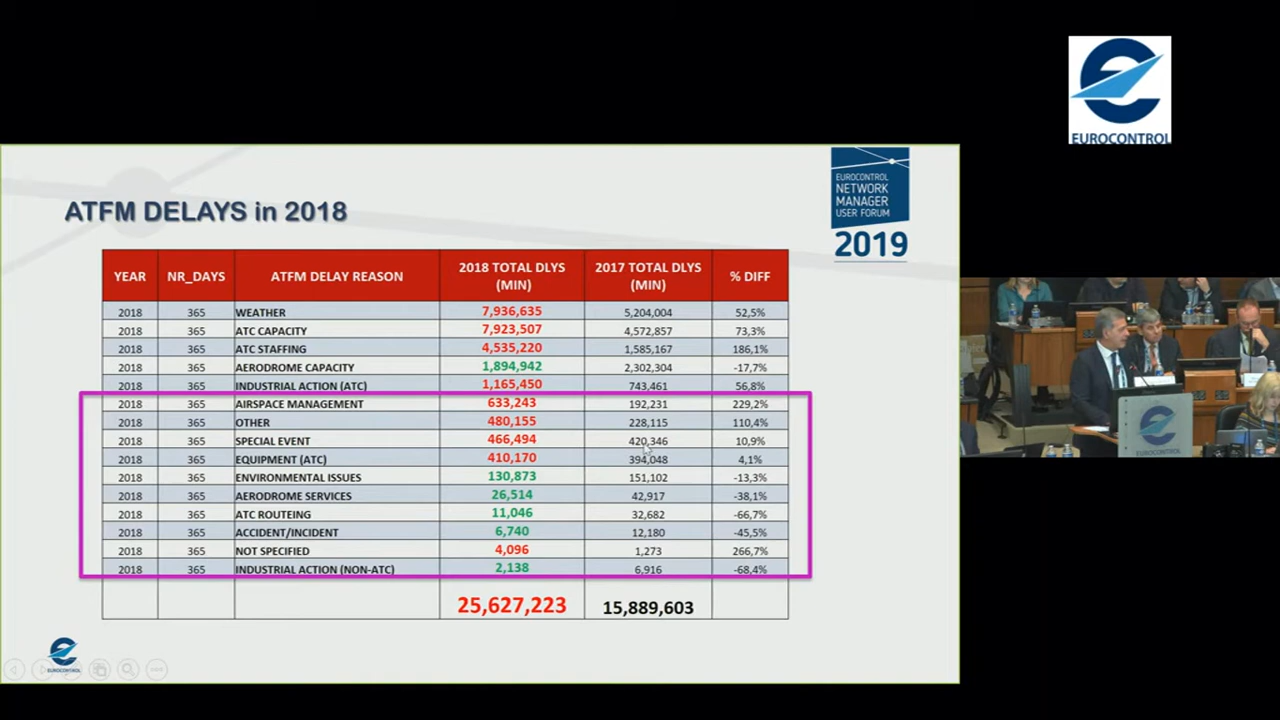 EUROCONTROL
EUROCONTROL
NETWORK
MANAGER
USER FORUM
2019
ATFM DELAYS in 2018
YEAR NR_DAYS ATFM DELAY REASON 2018 TOTAL DLYS (MIN) 2017 TOTAL DLYS (MIN) % DIFF
2018 365 WEATHER 7,936,635 5,204,004 52,5%
2018 365 ATC CAPACITY 7,923,507 4,572,857 73,3%
2018 365 ATC STAFFING 4,535,220 1,585,167 186,1%
2018 365 AERODROME CAPACITY 1,894,942 2,302,304 -17,7%
2018 365 INDUSTRIAL ACTION (ATC) 1,165,450 743,461 56,8%
2018 365 AIRSPACE MANAGEMENT 633,243 192,231 229,2%
2018 365 OTHER 480,155 228,115 110,4%
2018 365 SPECIAL EVENT 466,494 420,346 10,9%
2018 365 EQUIPMENT (ATC) 410,170 394,048 4,1%
2018 365 ENVIRONMENTAL ISSUES 130,873 151,102 -13,3%
2018 365 AERODROME SERVICES 26,514 42,917 -38,1%
2018 365 ATC ROUTEING 11,046 32,682 -66,7%
2018 365 ACCIDENT/INCIDENT 6,740 12,180 -45,5%
2018 365 NOT SPECIFIED 4,096 1,273 266,7%
2018 365 INDUSTRIAL ACTION (NON-ATC) 2,138 6,916 -68,4%
25,627,223 15,889,603
EUROCONTROL